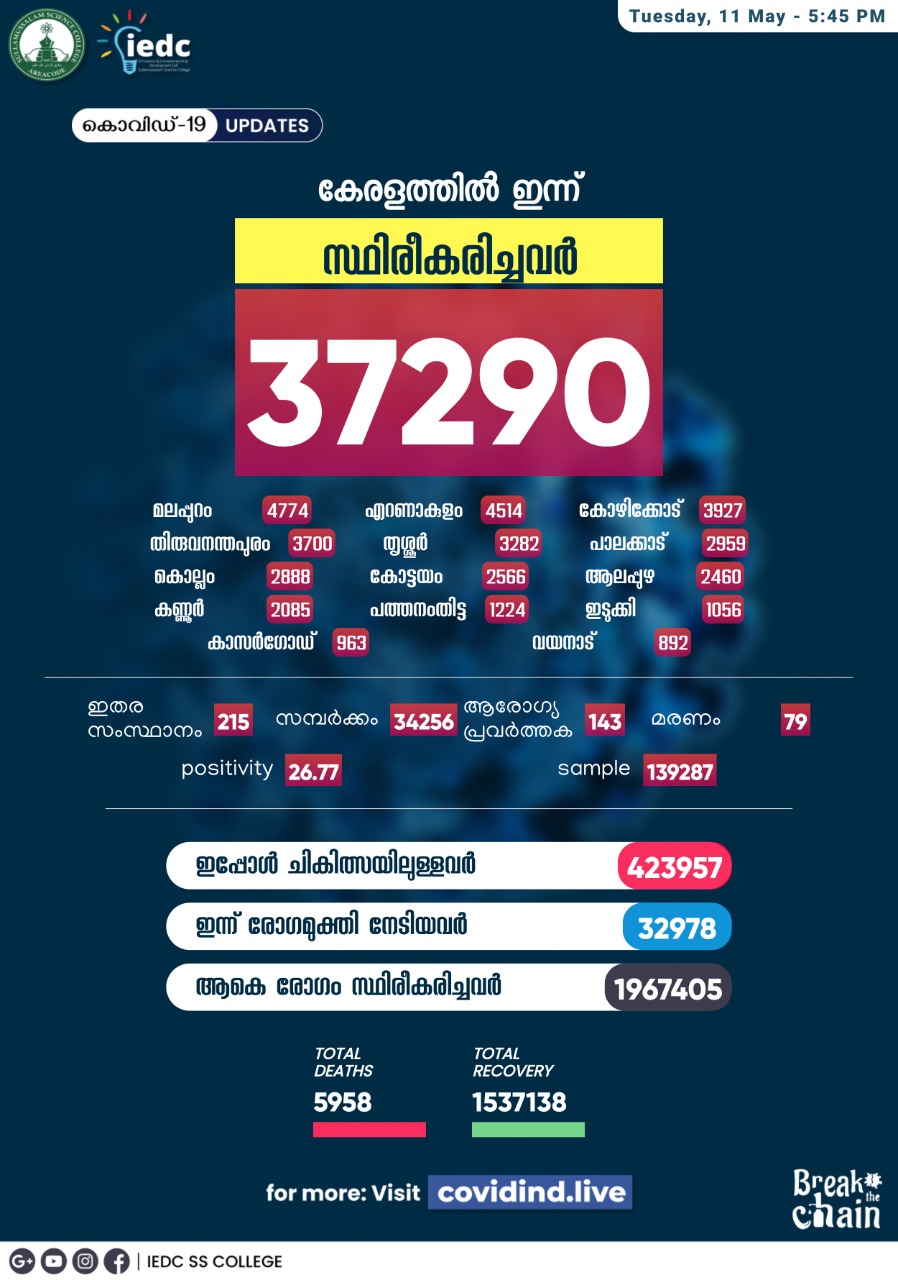 Tuesday, 11 May - 5:45 PM
SULLAMUSSALAM SCIENCE COLLEGE
AREACODE
iedc
കൊവിഡ്-19 UPDATES
കേരളത്തിൽ ഇന്ന്
സ്ഥിരീകരിച്ചവർ
37290
മലപ്പുറം 4774 എറണാകുളം 4514 കോഴിക്കോട് 3927
തിരുവനന്തപുരം 3700 തൃശ്ശൂർ 3282 പാലക്കാട് 2959
കൊല്ലം 2888 കോട്ടയം 2566 ആലപ്പുഴ 2460
കണ്ണൂർ 2085 പത്തനംതിട്ട 1224 ഇടുക്കി 1056
കാസർഗോഡ് 963 വയനാട് 892
ഇതര
സംസ്ഥാനം 215 സമ്പർക്കം 34256 ആരോഗ്യ
പ്രവർത്തക 143 മരണം 79
positivity 26.77 sample 139287
ഇപ്പോൾ ചികിത്സയിലുള്ളവർ 423957
ഇന്ന് രോഗമുക്തി നേടിയവർ 32978
ആകെ രോഗം സ്ഥിരീകരിച്ചവർ 1967405
TOTAL
DEATHS
5958
TOTAL
RECOVERY
1537138
for more: Visit covidind.live
Break
the
chain
G+ f | IEDC SS COLLEGE